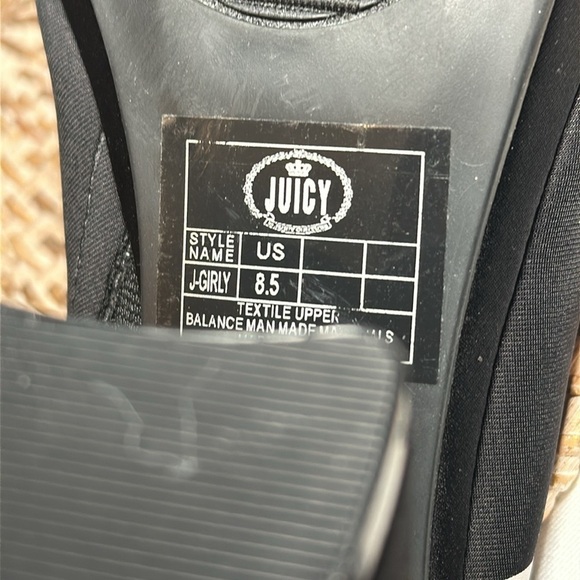 JUICY
STYLE NAME US
J-GIRLY 8.5
TEXTILE UPPER
BALANCE MAN MADE